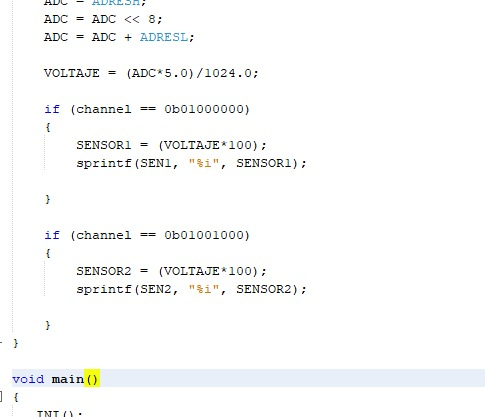 ADC = ADRESH;
ADC = ADC << 8;
ADC = ADC + ADRESL;
VOLTAJE = (ADC*5.0)/1024.0;
if (channel == 0b01000000)
{
SENSOR1 = (VOLTAJE*100);
sprintf(SEN1, "%i", SENSOR1);
}
if (channel == 0b01001000)
{
SENSOR2 = (VOLTAJE*100);
sprintf(SEN2, "%i", SENSOR2);
}
}
void main()
{
INI();